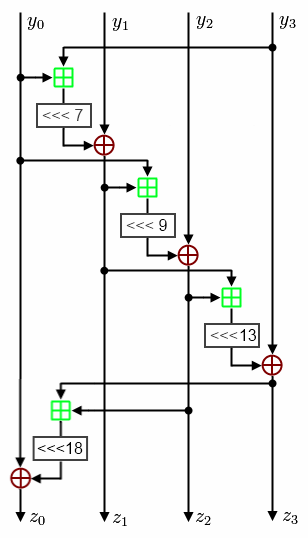 y₀ y₁ y₂ y₃
<<< 7
<<< 9
<<<13
<<<18
z₀ z₁ z₂ z₃